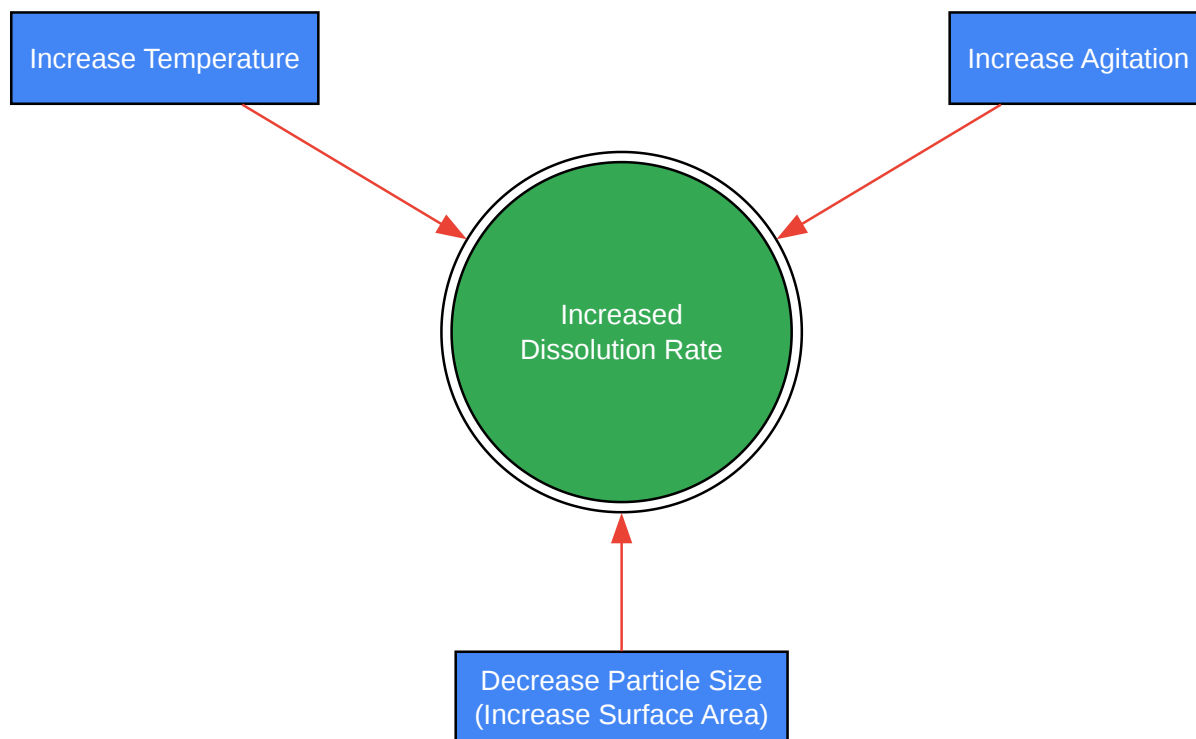 Increase Temperature
Increase Agitation
Increased
Dissolution Rate
Decrease Particle Size
(Increase Surface Area)